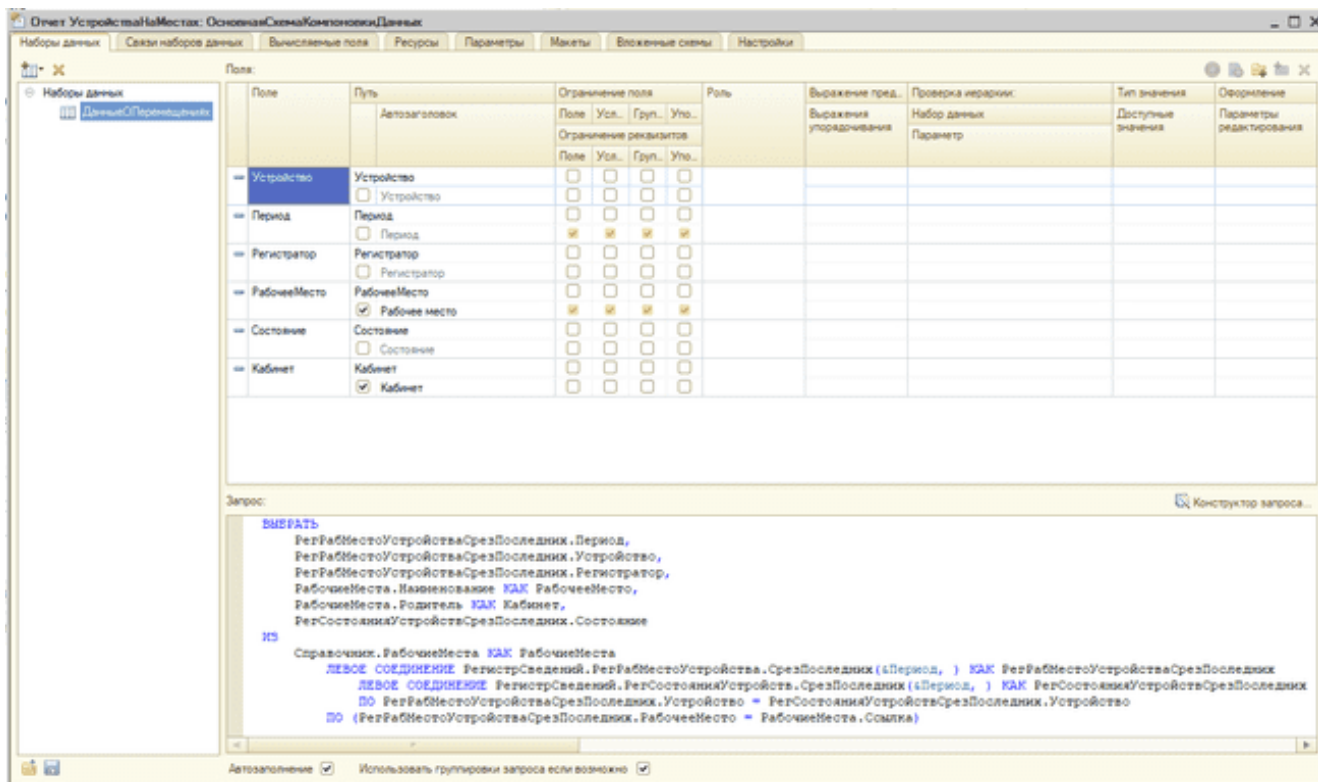 Отчет УстройстваНаМестах: ОсновнаяСхемаКомпоновкиДанных
Наборы данных Связи наборов данных Вычисляемые поля Ресурсы Параметры Макеты Вложенные схемы Настройки
Поля:
Наборы данных
ДанныеОПеремещениях
Поле Путь Ограничение поля Роль Выражение пред... Проверка иерархии: Тип значения Оформление
Автозаголовок Поле Усл... Груп... Упо... Выражения упорядочивания Набор данных Доступные значения Параметры редактирования
Ограничение реквизитов Параметр
Поле Усл... Груп... Упо...
Устройство Устройство
Устройство
Период Период
Период
Регистратор Регистратор
Регистратор
РабочееМесто РабочееМесто
Рабочее место
Состояние Состояние
Состояние
Кабинет Кабинет
Кабинет
Запрос: Конструктор запроса...
ВЫБРАТЬ
РегРабМестоУстройстваСрезПоследних.Период,
РегРабМестоУстройстваСрезПоследних.Устройство,
РегРабМестоУстройстваСрезПоследних.Регистратор,
РабочиеМеста.Наименование КАК РабочееМесто,
РабочиеМеста.Родитель КАК Кабинет,
РегСостоянияУстройствСрезПоследних.Состояние
ИЗ
Справочник.РабочиеМеста КАК РабочиеМеста
ЛЕВОЕ СОЕДИНЕНИЕ РегистрСведений.РегРабМестоУстройства.СрезПоследних(&Период, ) КАК РегРабМестоУстройстваСрезПоследних
ЛЕВОЕ СОЕДИНЕНИЕ РегистрСведений.РегСостоянияУстройств.СрезПоследних(&Период, ) КАК РегСостоянияУстройствСрезПоследних
ПО РегРабМестоУстройстваСрезПоследних.Устройство = РегСостоянияУстройствСрезПоследних.Устройство
ПО (РегРабМестоУстройстваСрезПоследних.РабочееМесто = РабочиеМеста.Ссылка)
Автозаполнение Использовать группировки запроса если возможно